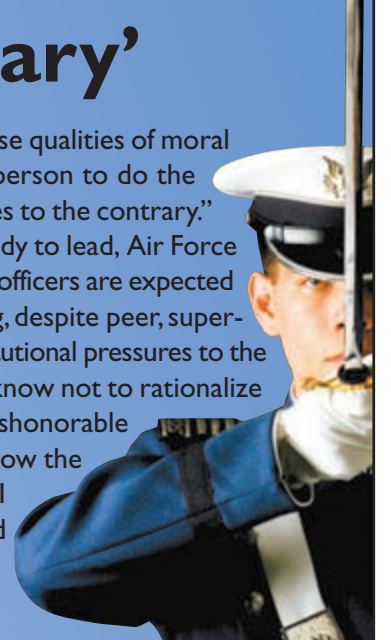 ary’
se qualities of moral
person to do the
es to the contrary.”
dy to lead, Air Force
officers are expected
g, despite peer, super-
utional pressures to the
know not to rationalize
shonorable
ow the
l
d